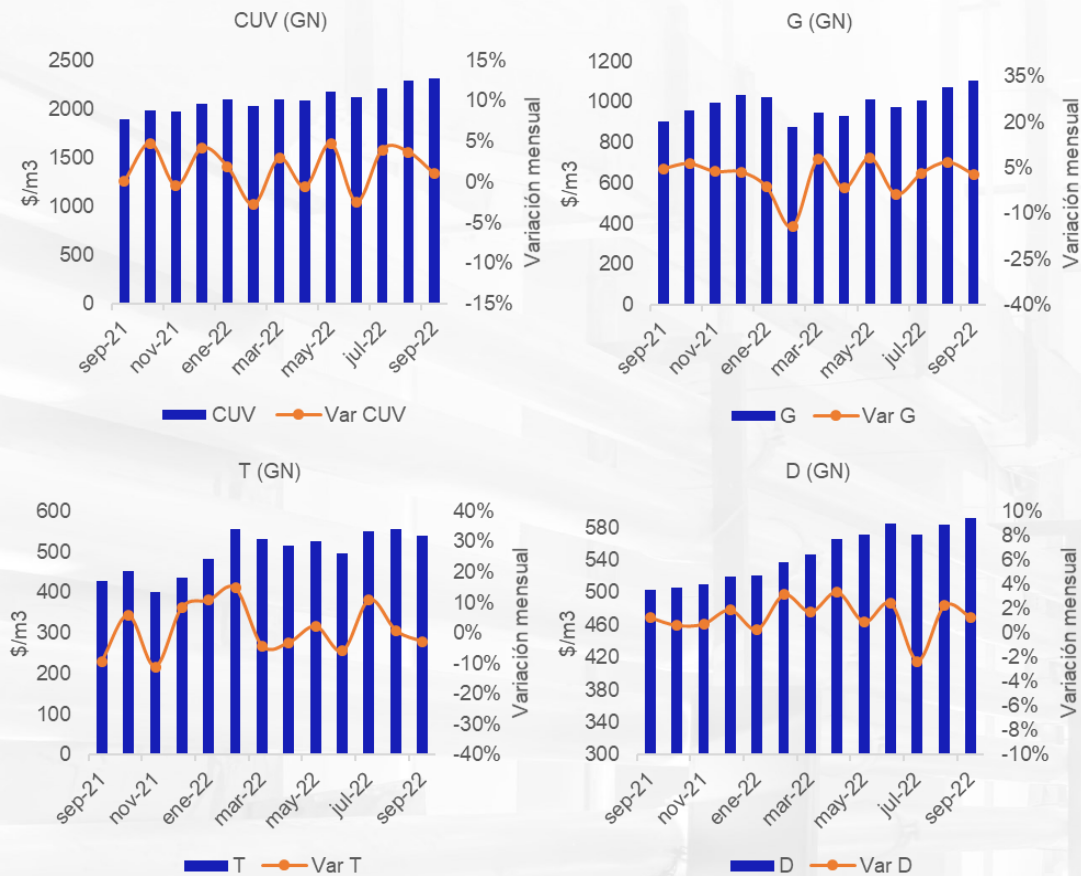 CUV (GN)
2500
2000
1500
1000
500
0
$/m3
15%
10%
5%
0%
-5%
-10%
-15%
Variación mensual
sep-21
nov-21
ene-22
mar-22
may-22
jul-22
sep-22
CUV
Var CUV
G (GN)
1200
1000
800
600
400
200
0
$/m3
35%
20%
5%
-10%
-25%
-40%
Variación mensual
sep-21
nov-21
ene-22
mar-22
may-22
jul-22
sep-22
G
Var G
T (GN)
600
500
400
300
200
100
0
$/m3
40%
30%
20%
10%
0%
-10%
-20%
-30%
-40%
Variación mensual
sep-21
nov-21
ene-22
mar-22
may-22
jul-22
sep-22
T
Var T
D (GN)
580
540
500
460
420
380
340
300
$/m3
10%
8%
6%
4%
2%
0%
-2%
-4%
-6%
-8%
-10%
Variación mensual
sep-21
nov-21
ene-22
mar-22
may-22
jul-22
sep-22
D
Var D